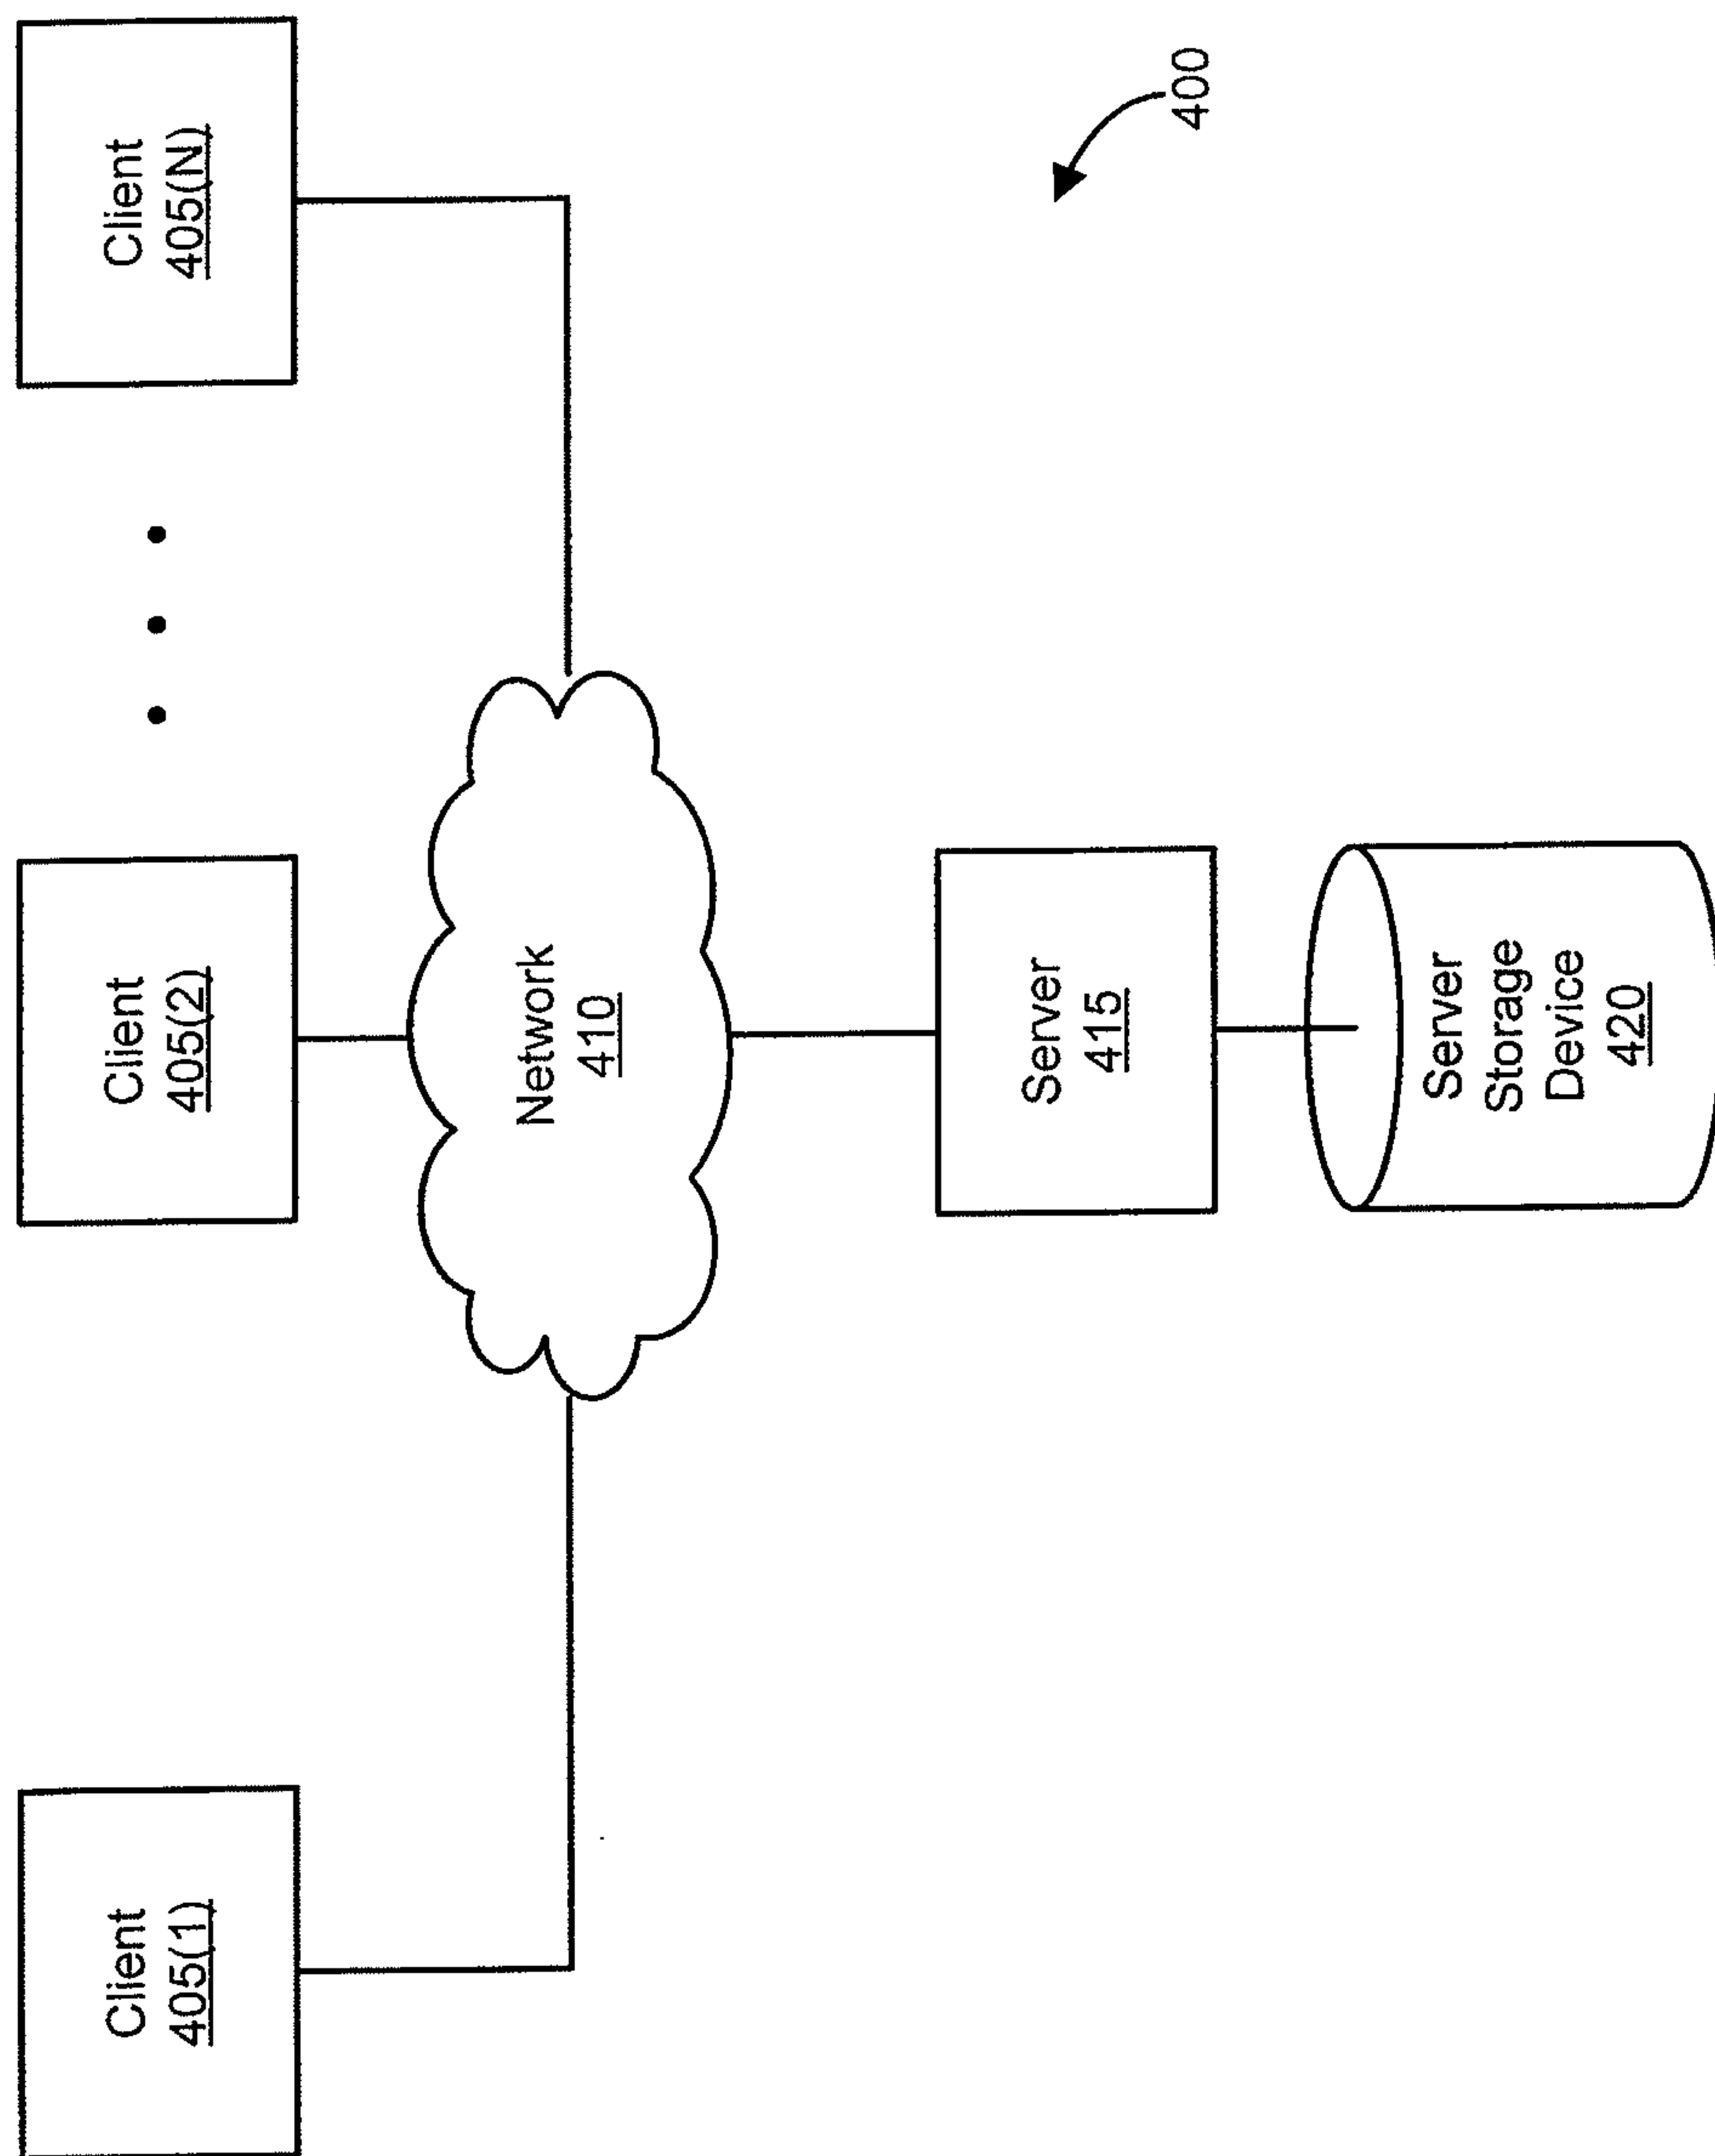 Client
405(1)
Client
405(2)
Client
405(N)
Network
410
Server
415
Server
Storage
Device
420
400